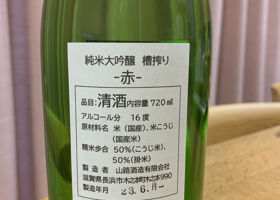 純米大吟醸 槽搾り
-赤-
品目 清酒 内容量 720ml
アルコール分 16度
原材料名 米(国産)、米こうじ
(国産米)
精米歩合 50%(こうじ米)、
50%(掛米)
製造者 山路酒造有限会社
滋賀県長浜市木之本町木之本990
製造年月 23.6月